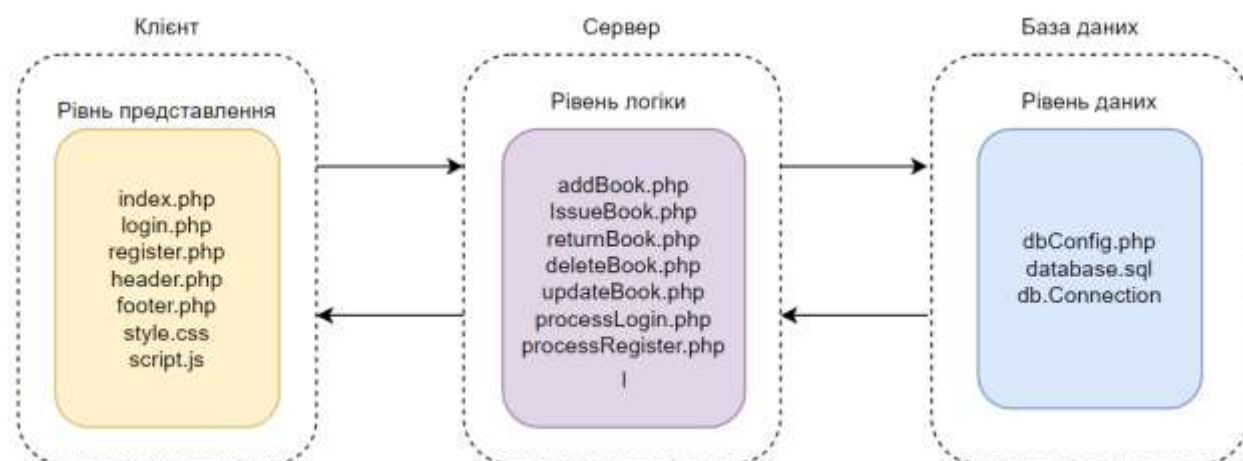 Клієнт
Рівнь представлення
index.php
login.php
register.php
header.php
footer.php
style.css
script.js
Сервер
Рівень логіки
addBook.php
IssueBook.php
returnBook.php
deleteBook.php
updateBook.php
processLogin.php
processRegister.php
I
База даних
Рівень даних
dbConfig.php
database.sql
db.Connection